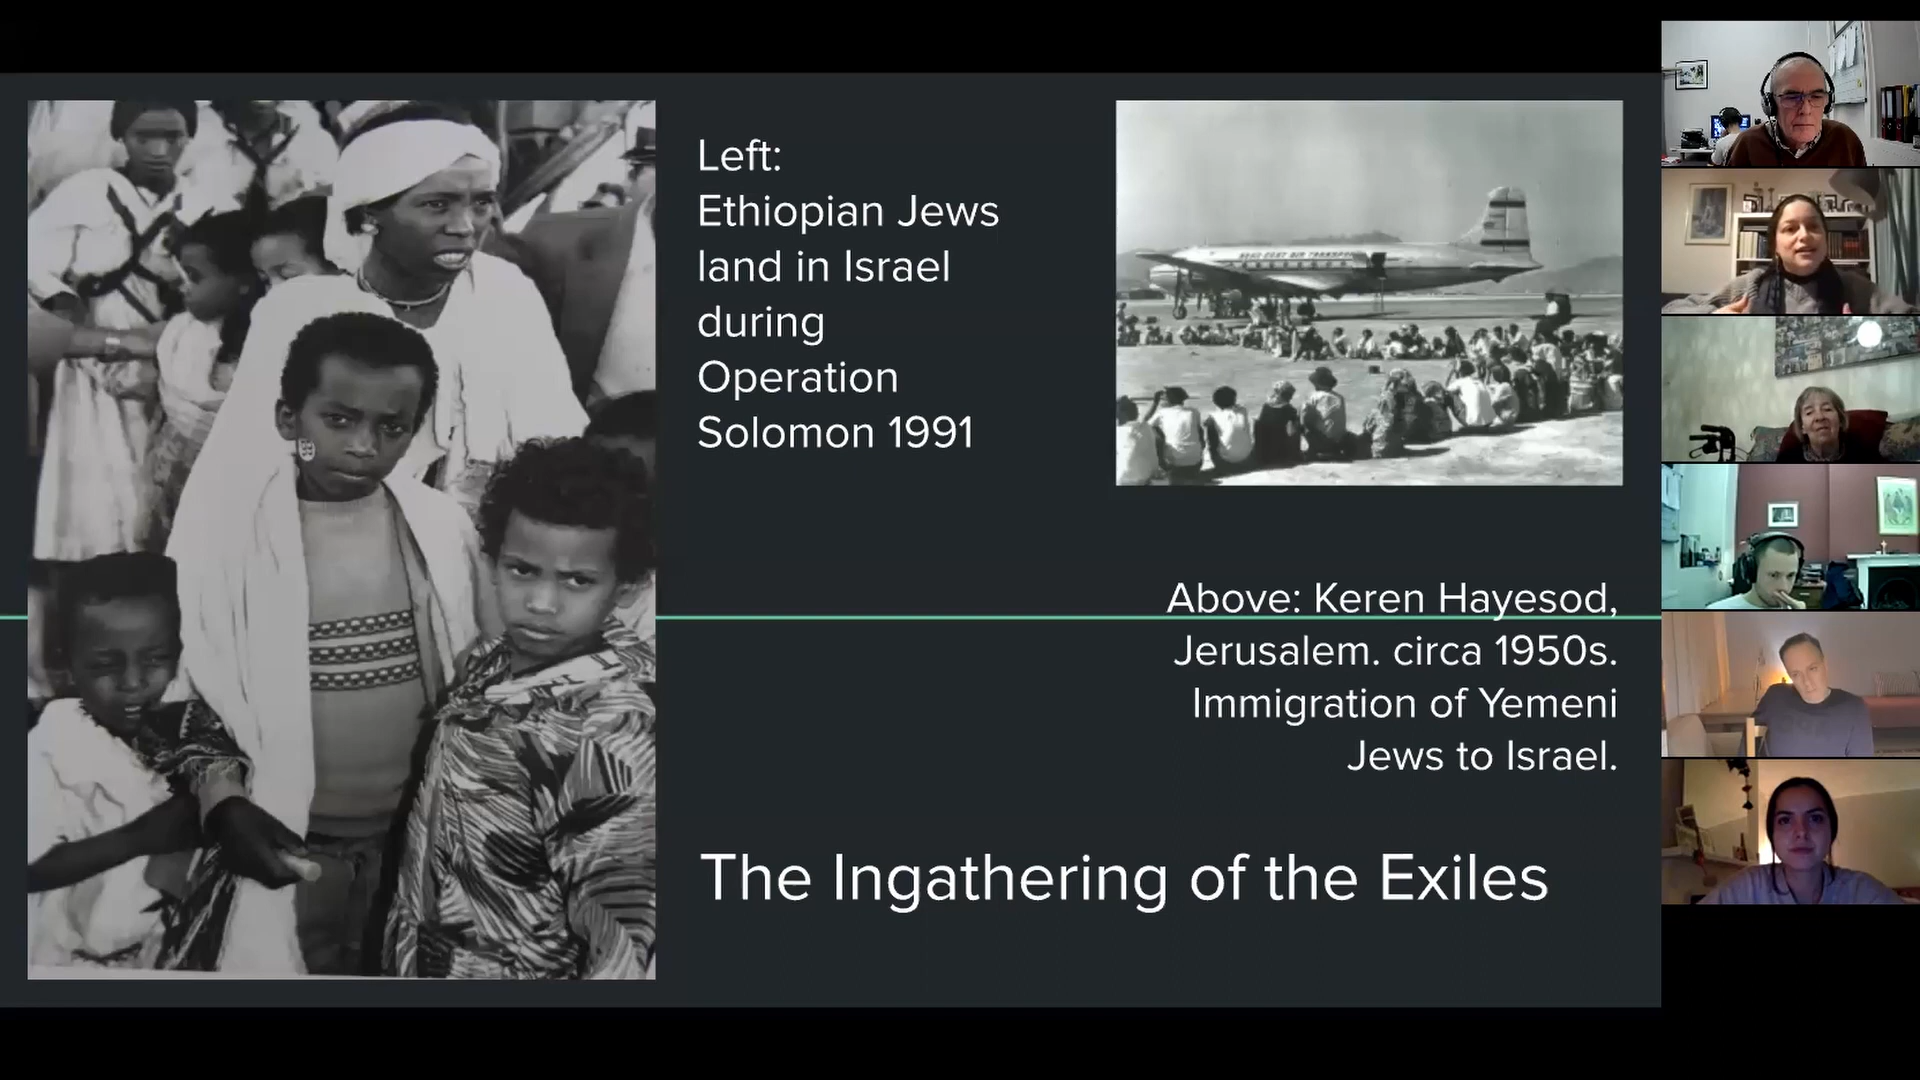 Left:
Ethiopian Jews
land in Israel
during
Operation
Solomon 1991
Above: Keren Hayesod,
Jerusalem. circa 1950s.
Immigration of Yemeni
Jews to Israel.
The Ingathering of the Exiles